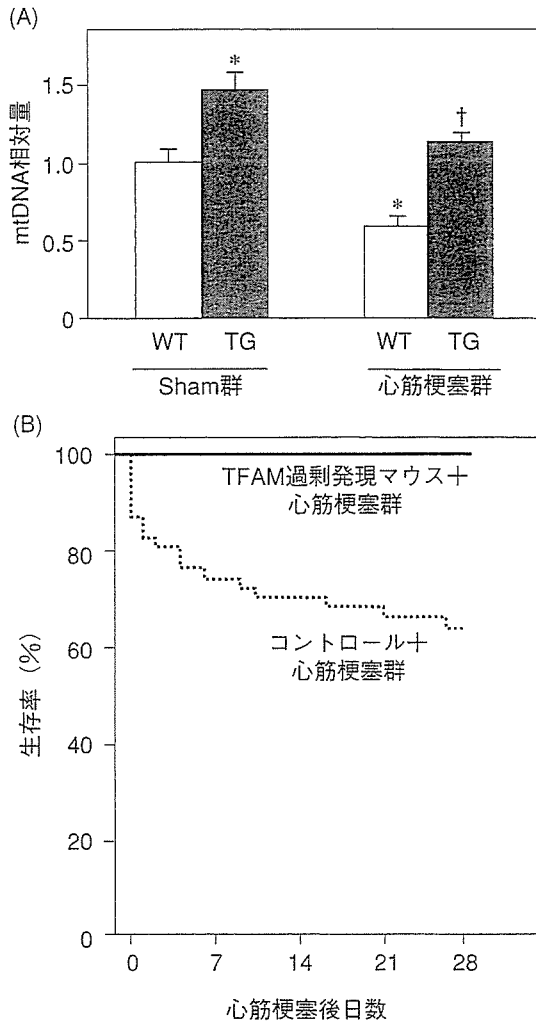 (A)
mtDNA相対量
1.5
1.0
0.5
0
*
*
†
WT TG WT TG
Sham群 心筋梗塞群
(B)
生存率 (%)
100
80
60
40
20
0
TFAM過剰発現マウス+
心筋梗塞群
コントロール+
心筋梗塞群
0 7 14 21 28
心筋梗塞後日数